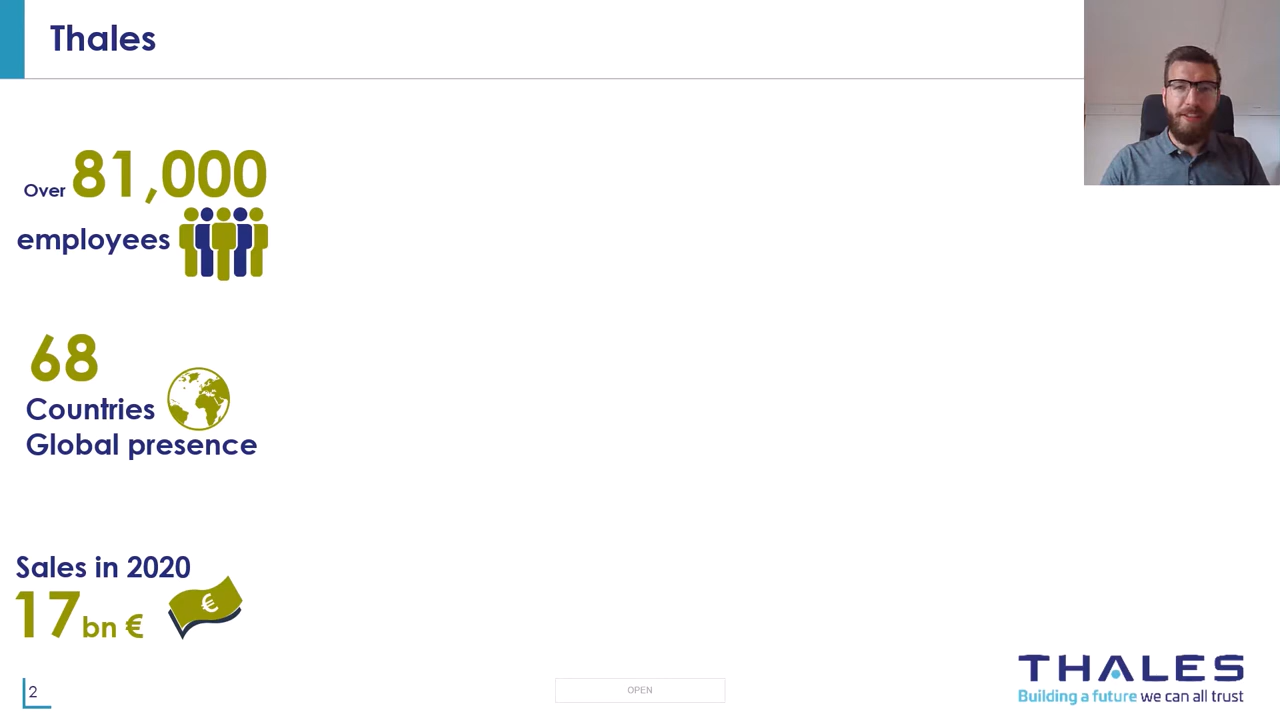 Thales
Over 81,000
employees
68
Countries
Global presence
Sales in 2020
17bn €
€
2
OPEN
THALES
Building a future we can all trust